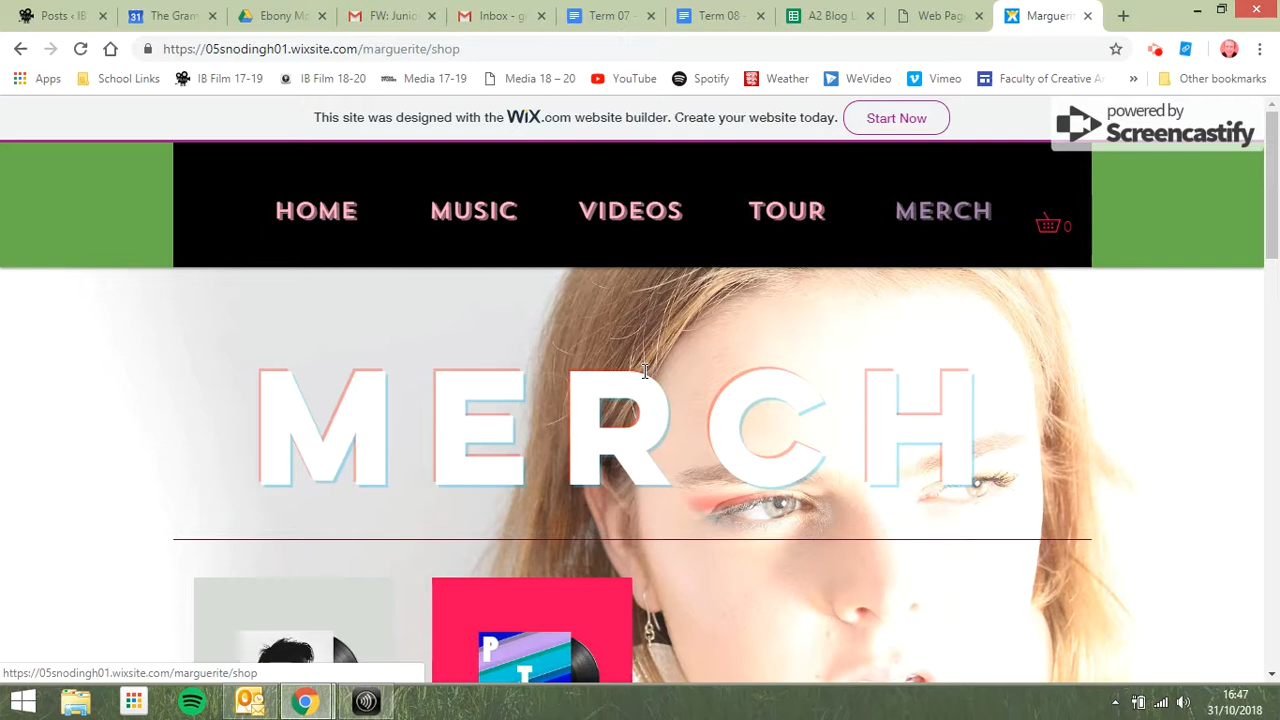 Posts ‹ IB
31 The Gram
Ebony Mo
FW: Junio
Inbox - g
Term 07 -
Term 08
A2 Blog L
Web Pag
Marguerit
https://05snodingh01.wixsite.com/marguerite/shop
Apps
School Links
IB Film 17-19
IB Film 18-20
Media 17-19
Media 18 – 20
YouTube
Spotify
Weather
WeVideo
Vimeo
Faculty of Creative Ar
»
Other bookmarks
This site was designed with the WiX.com website builder. Create your website today.
Start Now
powered by
Screencastify
HOME
MUSIC
VIDEOS
TOUR
MERCH
0
MERCH
P
I
https://05snodingh01.wixsite.com/marguerite/shop
16:47
31/10/2018